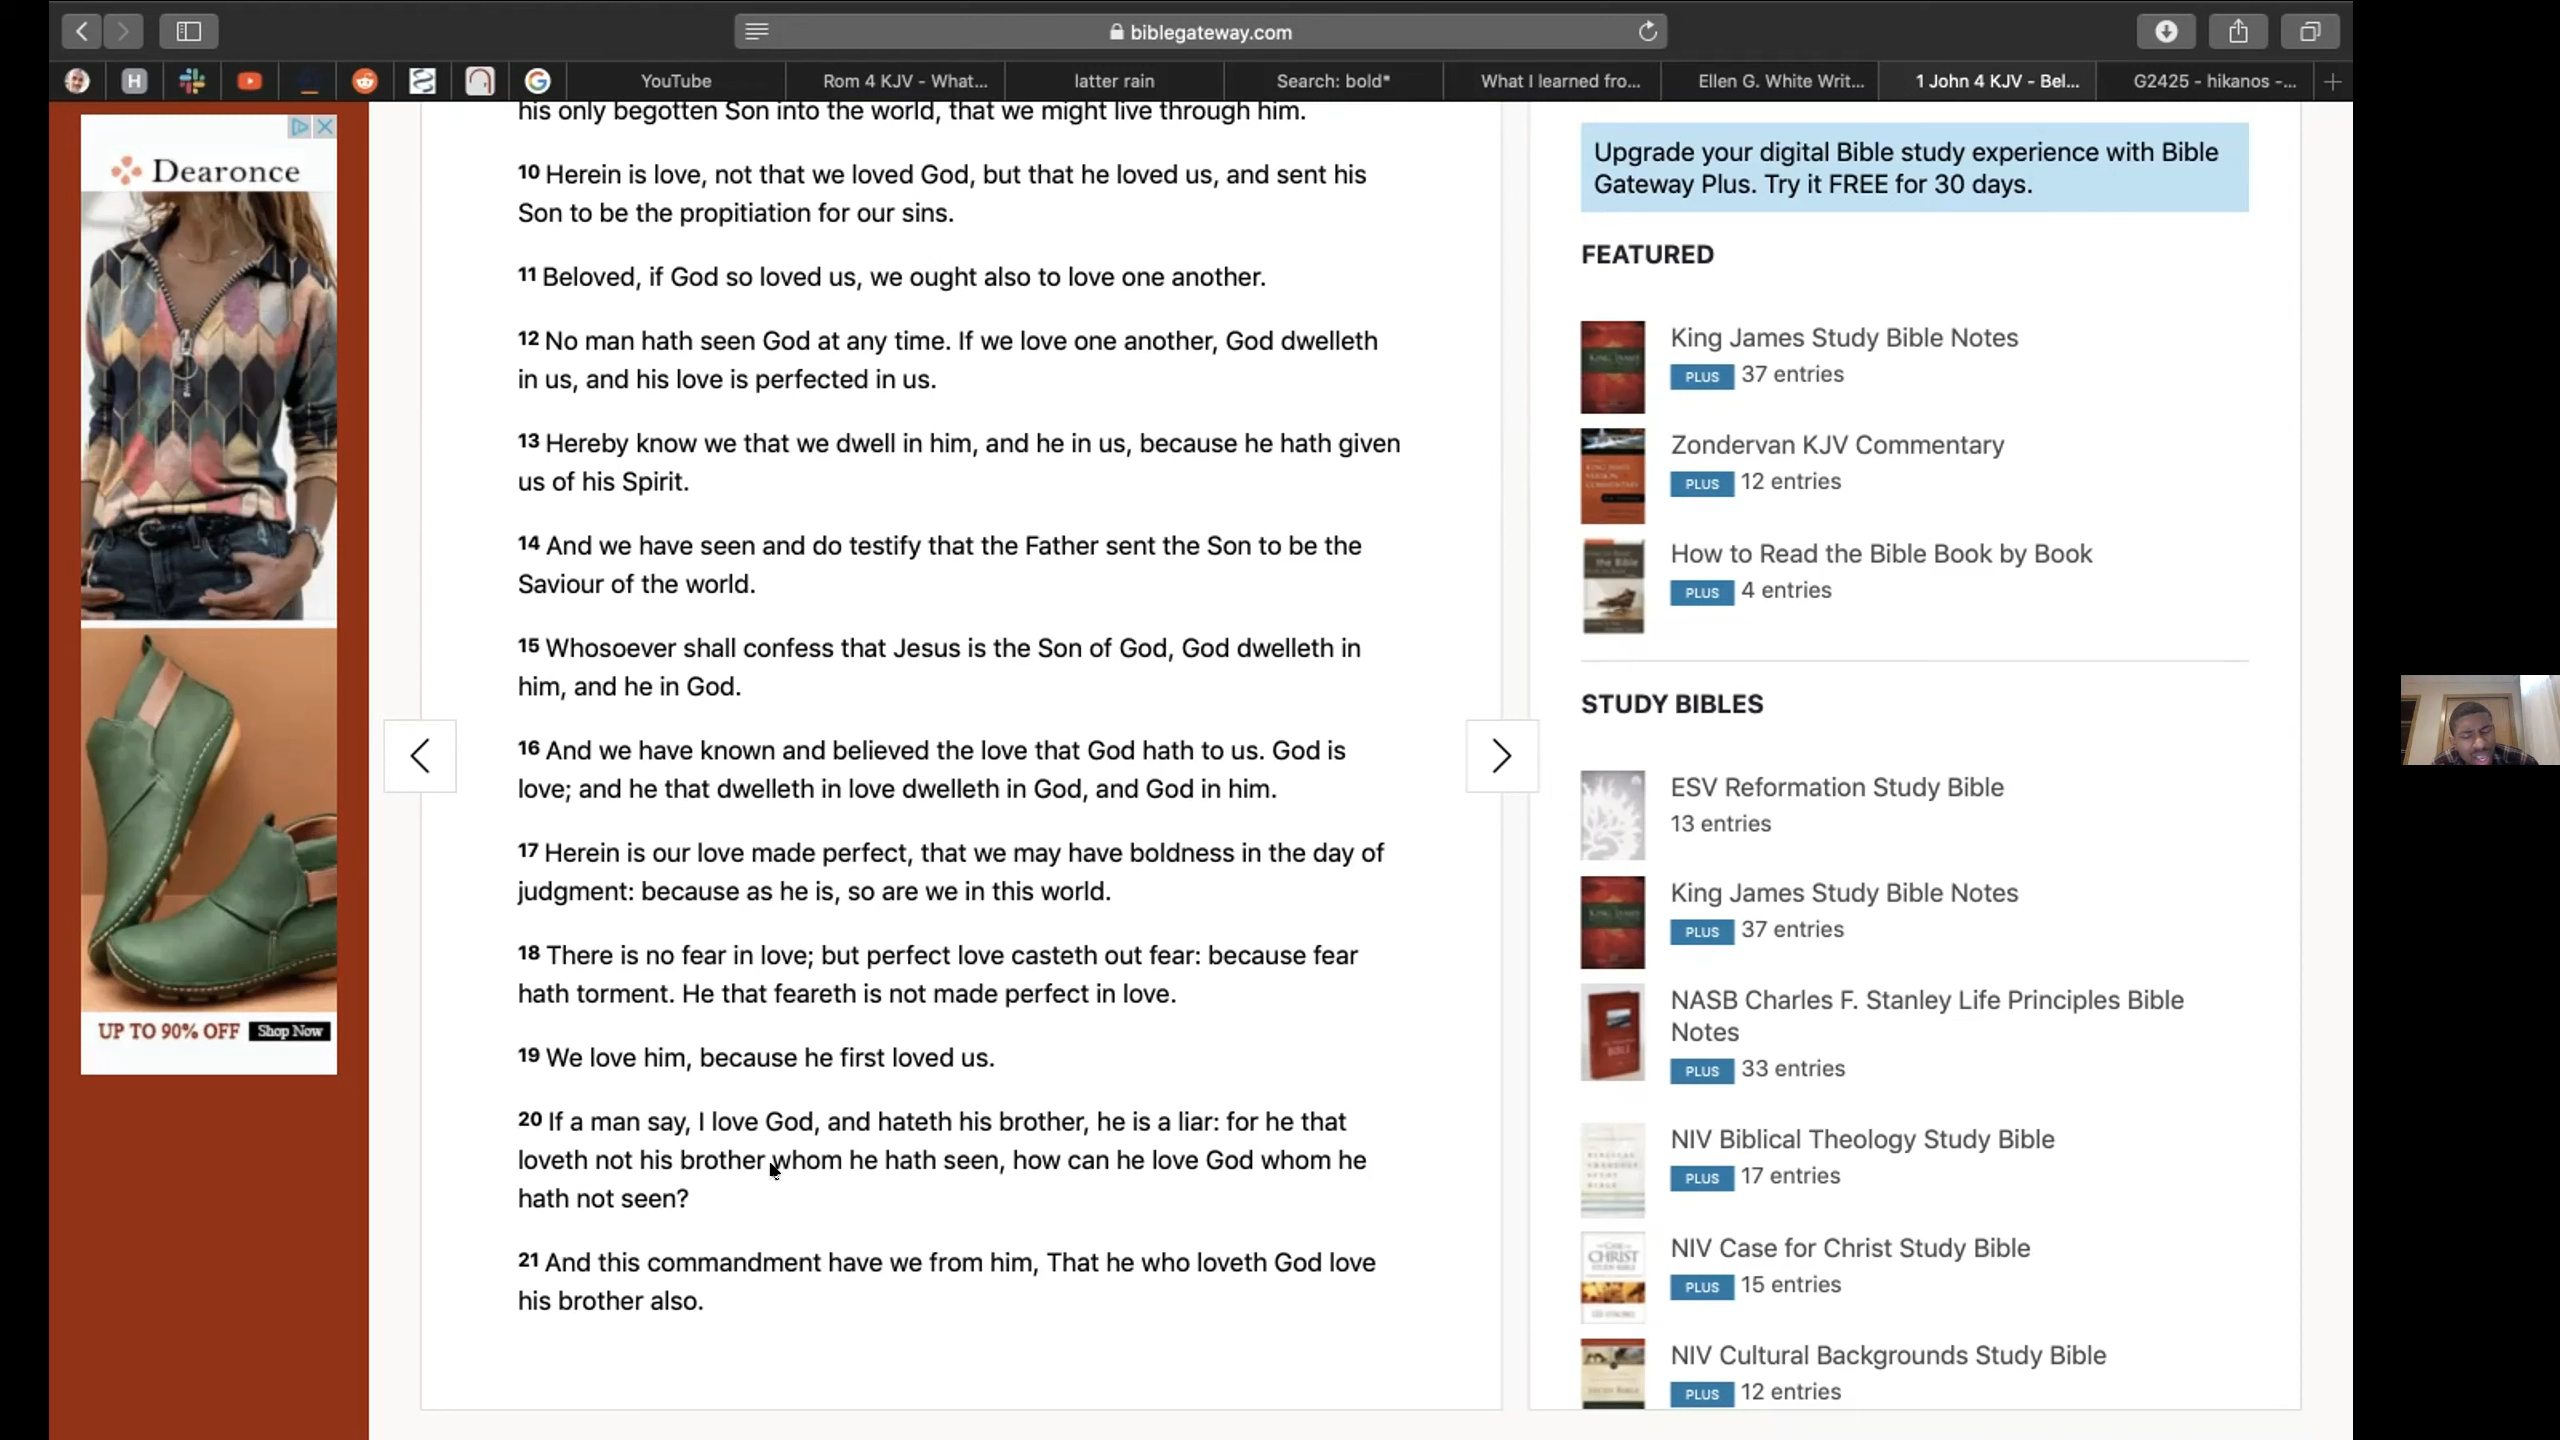 biblegateway.com
H
YouTube
Rom 4 KJV - What...
latter rain
Search: bold*
What I learned fro...
Ellen G. White Writ...
1 John 4 KJV - Bel...
G2425 - hikanos -...
Dearonce
UP TO 90% OFF Shop Now
his only begotten Son into the world, that we might live through him.
10 Herein is love, not that we loved God, but that he loved us, and sent his
Son to be the propitiation for our sins.
11 Beloved, if God so loved us, we ought also to love one another.
12 No man hath seen God at any time. If we love one another, God dwelleth
in us, and his love is perfected in us.
13 Hereby know we that we dwell in him, and he in us, because he hath given
us of his Spirit.
14 And we have seen and do testify that the Father sent the Son to be the
Saviour of the world.
15 Whosoever shall confess that Jesus is the Son of God, God dwelleth in
him, and he in God.
16 And we have known and believed the love that God hath to us. God is
love; and he that dwelleth in love dwelleth in God, and God in him.
17 Herein is our love made perfect, that we may have boldness in the day of
judgment: because as he is, so are we in this world.
18 There is no fear in love; but perfect love casteth out fear: because fear
hath torment. He that feareth is not made perfect in love.
19 We love him, because he first loved us.
20 If a man say, I love God, and hateth his brother, he is a liar: for he that
loveth not his brother whom he hath seen, how can he love God whom he
hath not seen?
21 And this commandment have we from him, That he who loveth God love
his brother also.
Upgrade your digital Bible study experience with Bible
Gateway Plus. Try it FREE for 30 days.
FEATURED
King James Study Bible Notes
PLUS 37 entries
Zondervan KJV Commentary
PLUS 12 entries
How to Read the Bible Book by Book
PLUS 4 entries
STUDY BIBLES
ESV Reformation Study Bible
13 entries
King James Study Bible Notes
PLUS 37 entries
NASB Charles F. Stanley Life Principles Bible
Notes
PLUS 33 entries
NIV Biblical Theology Study Bible
PLUS 17 entries
CHRIST
NIV Case for Christ Study Bible
PLUS 15 entries
NIV Cultural Backgrounds Study Bible
PLUS 12 entries